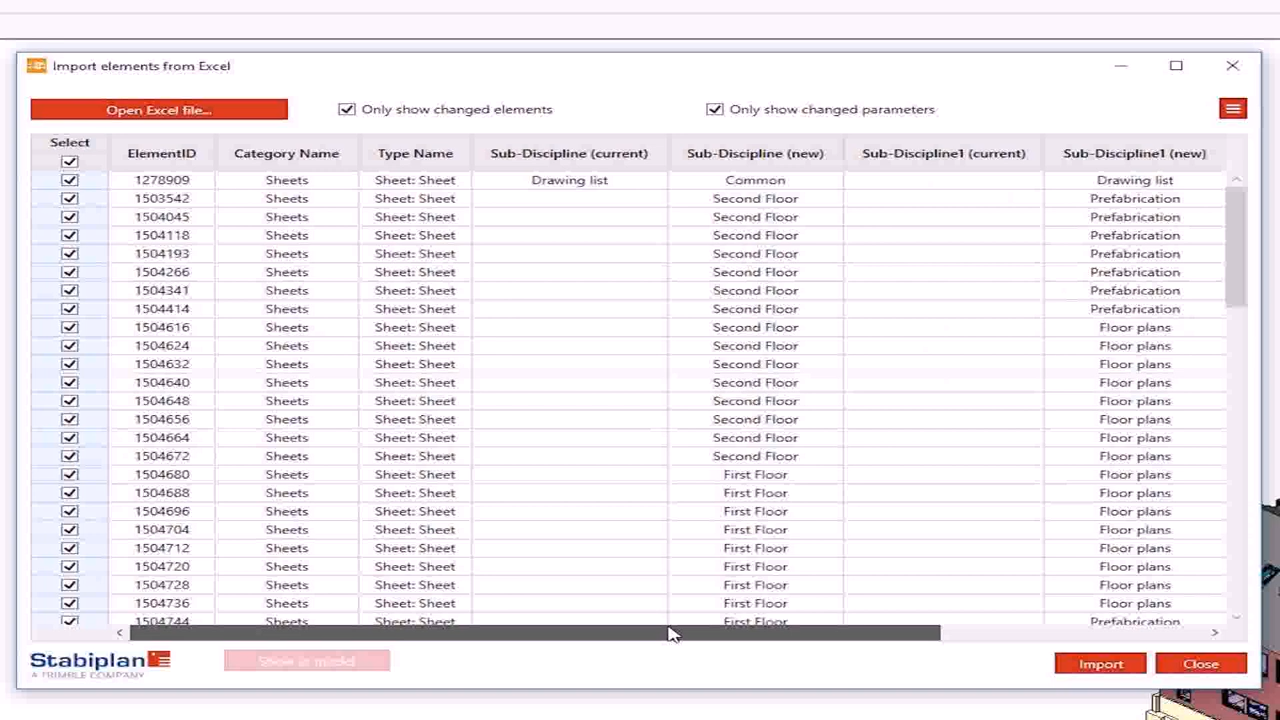 Import elements from Excel
Open Excel file...
Only show changed elements
Only show changed parameters
Select
ElementID Category Name Type Name Sub-Discipline (current) Sub-Discipline (new) Sub-Discipline1 (current) Sub-Discipline1 (new)
1278909 Sheets Sheet: Sheet Drawing list Common Drawing list
1503542 Sheets Sheet: Sheet Second Floor Prefabrication
1504045 Sheets Sheet: Sheet Second Floor Prefabrication
1504118 Sheets Sheet: Sheet Second Floor Prefabrication
1504193 Sheets Sheet: Sheet Second Floor Prefabrication
1504266 Sheets Sheet: Sheet Second Floor Prefabrication
1504341 Sheets Sheet: Sheet Second Floor Prefabrication
1504414 Sheets Sheet: Sheet Second Floor Prefabrication
1504616 Sheets Sheet: Sheet Second Floor Floor plans
1504624 Sheets Sheet: Sheet Second Floor Floor plans
1504632 Sheets Sheet: Sheet Second Floor Floor plans
1504640 Sheets Sheet: Sheet Second Floor Floor plans
1504648 Sheets Sheet: Sheet Second Floor Floor plans
1504656 Sheets Sheet: Sheet Second Floor Floor plans
1504664 Sheets Sheet: Sheet Second Floor Floor plans
1504672 Sheets Sheet: Sheet Second Floor Floor plans
1504680 Sheets Sheet: Sheet First Floor Floor plans
1504688 Sheets Sheet: Sheet First Floor Floor plans
1504696 Sheets Sheet: Sheet First Floor Floor plans
1504704 Sheets Sheet: Sheet First Floor Floor plans
1504712 Sheets Sheet: Sheet First Floor Floor plans
1504720 Sheets Sheet: Sheet First Floor Floor plans
1504728 Sheets Sheet: Sheet First Floor Floor plans
1504736 Sheets Sheet: Sheet First Floor Floor plans
1504744 Sheets Sheet: Sheet First Floor Prefabrication
Stabiplan
A TRIMBLE COMPANY
Show in model
Import
Close